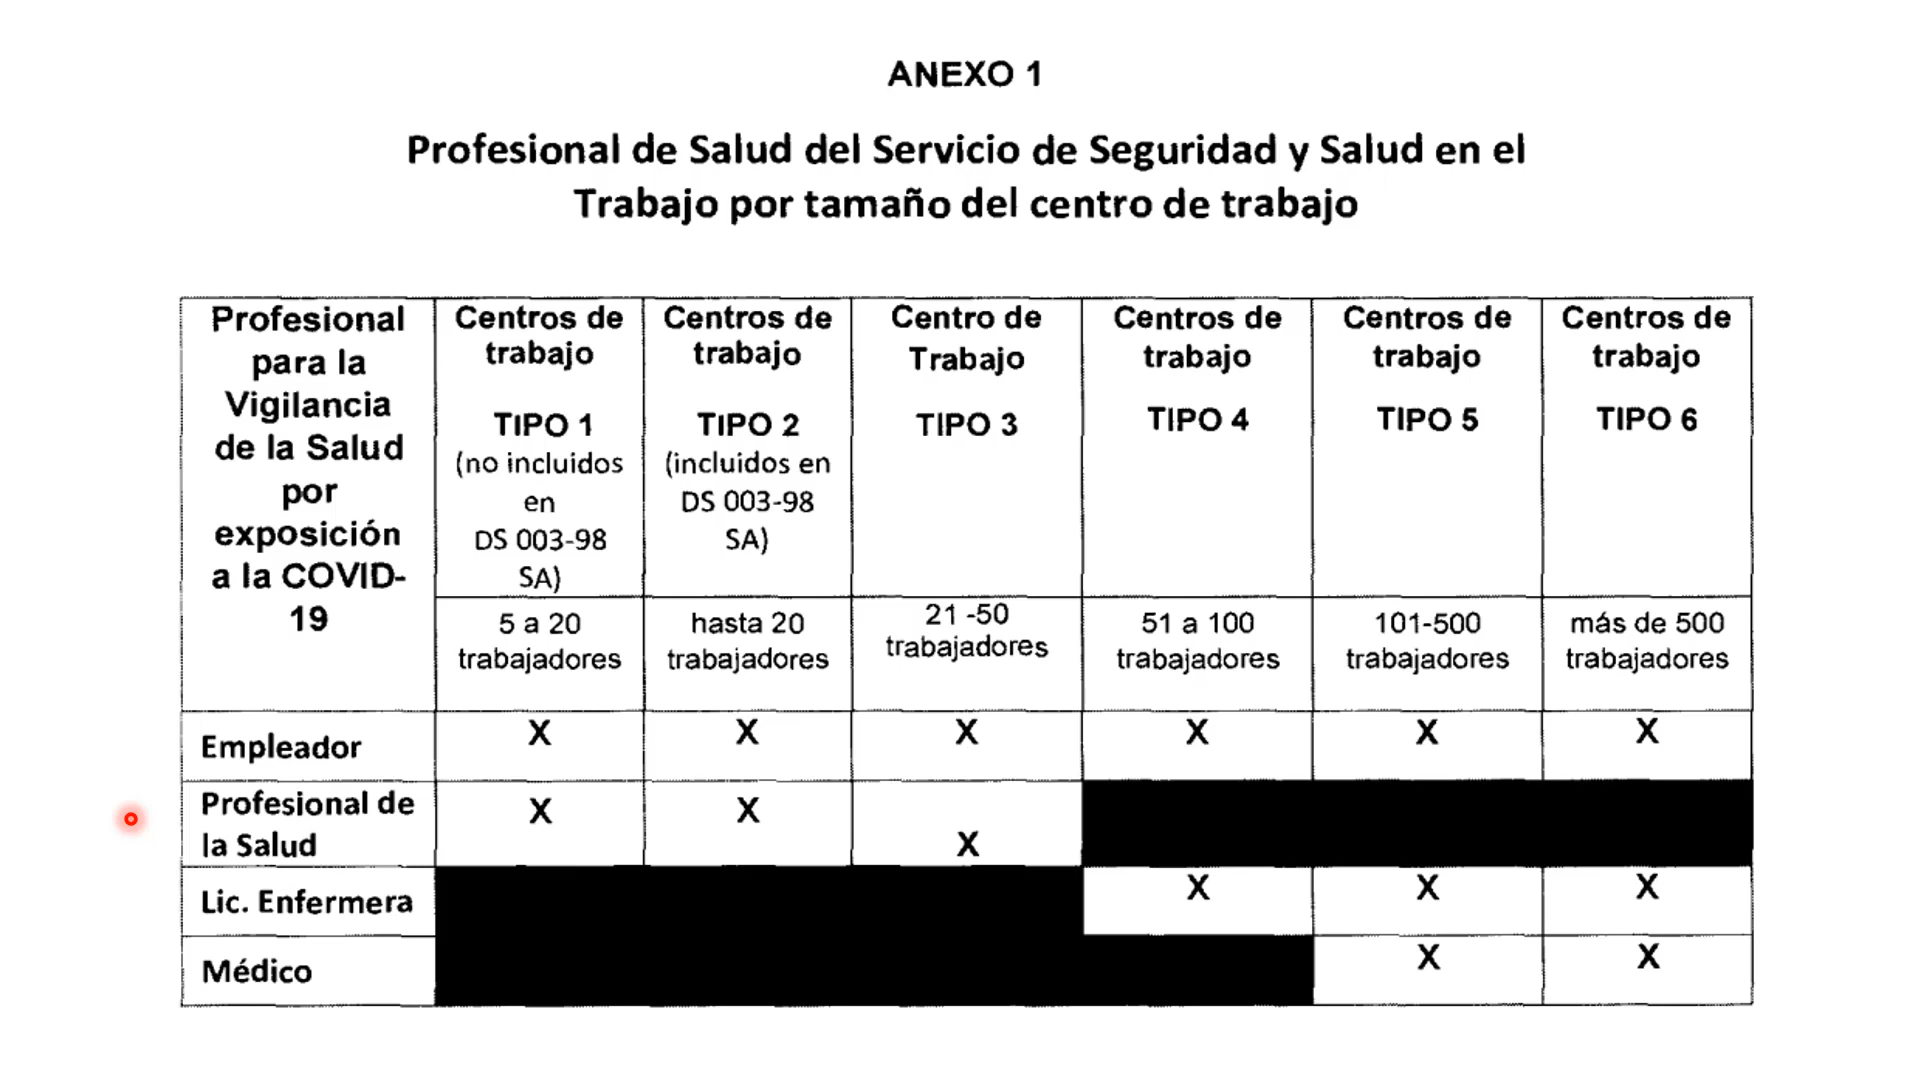 ANEXO 1
Profesional de Salud del Servicio de Seguridad y Salud en el
Trabajo por tamaño del centro de trabajo
Profesional
para la
Vigilancia
de la Salud
por
exposición
a la COVID-
19
Centros de
trabajo
TIPO 1
(no incluidos
en
DS 003-98
SA)
Centros de
trabajo
TIPO 2
(incluidos en
DS 003-98
SA)
Centro de
Trabajo
TIPO 3
Centros de
trabajo
TIPO 4
Centros de
trabajo
TIPO 5
Centros de
trabajo
TIPO 6
5 a 20
trabajadores
hasta 20
trabajadores
21 -50
trabajadores
51 a 100
trabajadores
101-500
trabajadores
más de 500
trabajadores
Empleador
X X X X X X
Profesional de
la Salud
X X X
Lic. Enfermera
X X X
Médico
X X